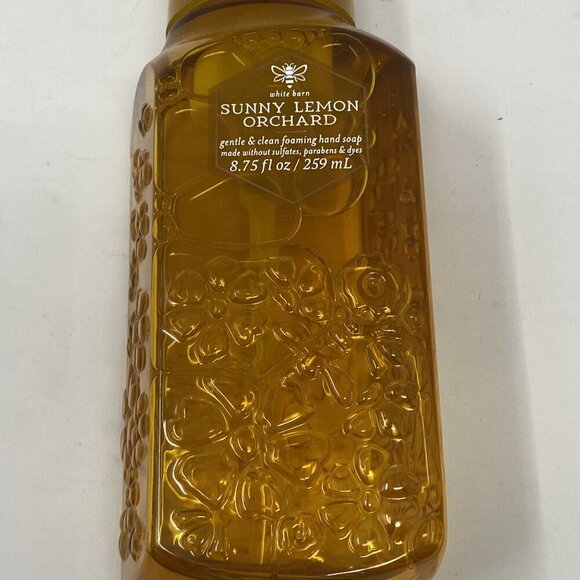 white barn
SUNNY LEMON
ORCHARD
gentle & clean foaming hand soap
made without sulfates, parabens & dyes
8.75 fl oz / 259 mL